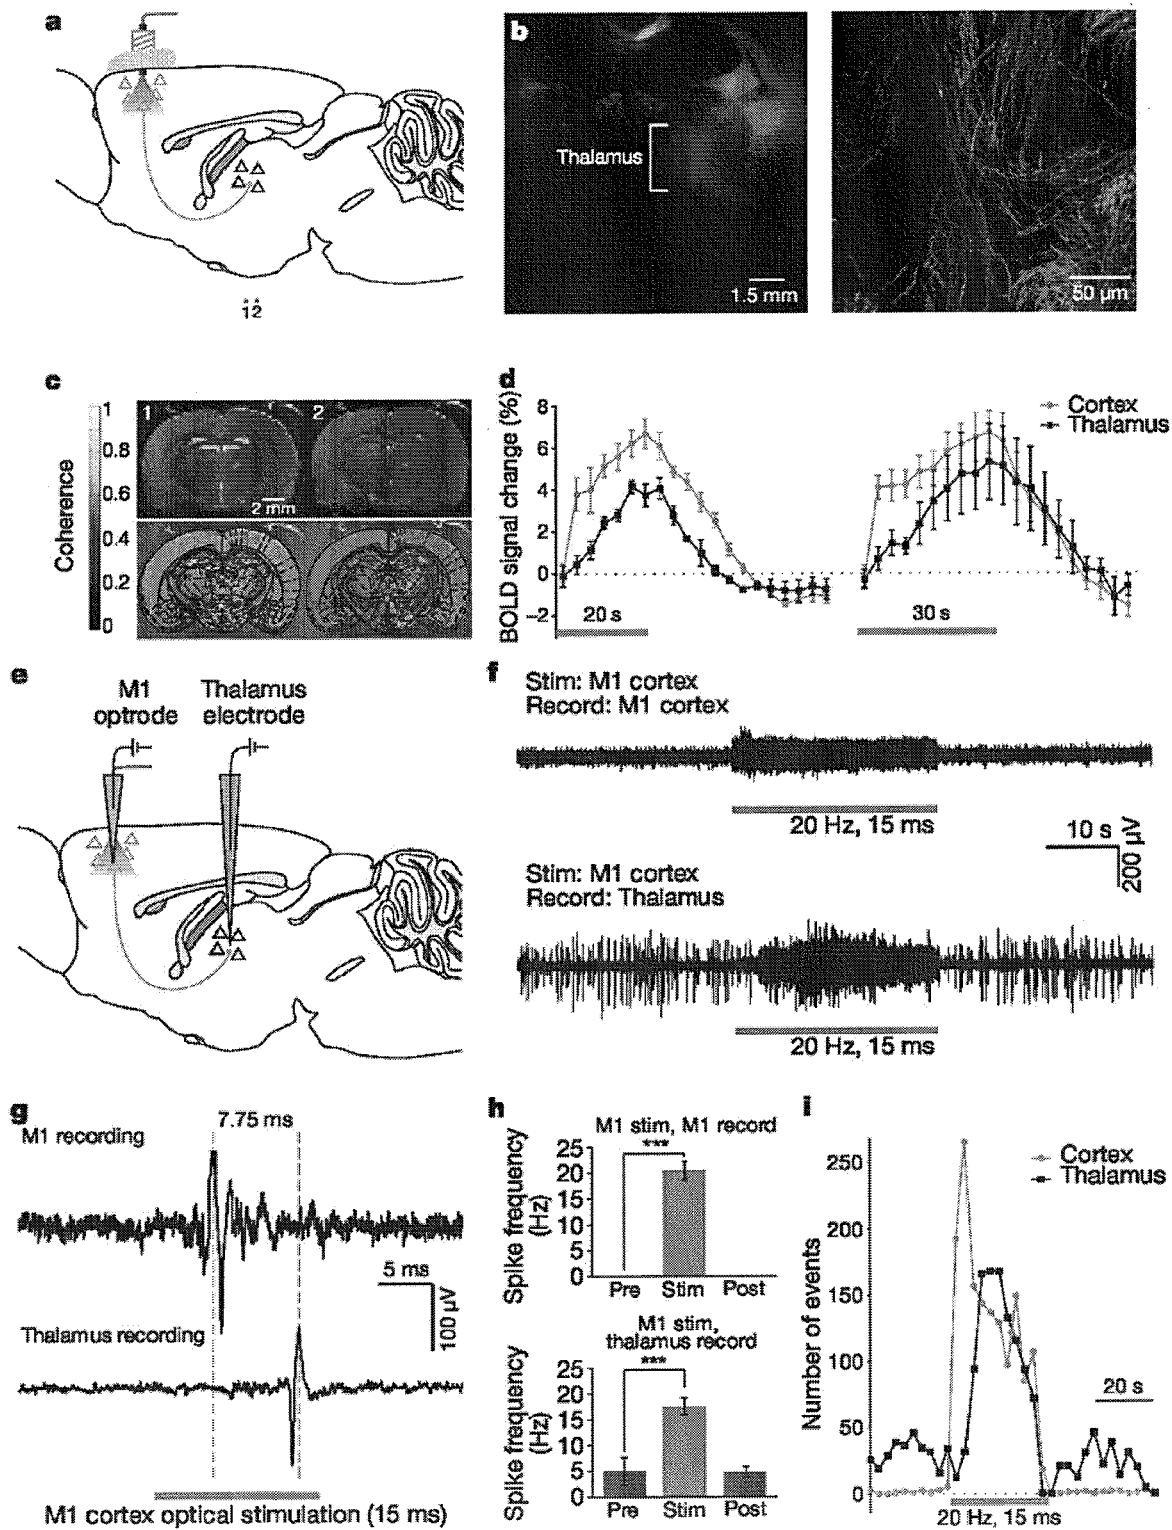 a
1 2
b
Thalamus
1.5 mm
50 µm
c
Coherence
1
0.8
0.6
0.4
0.2
0
1
2
2 mm
d
BOLD signal change (%)
8
6
4
2
0
−2
20 s
30 s
Cortex
Thalamus
e
M1
optrode
Thalamus
electrode
f
Stim: M1 cortex
Record: M1 cortex
20 Hz, 15 ms
10 s
200 µV
Stim: M1 cortex
Record: Thalamus
20 Hz, 15 ms
g
7.75 ms
M1 recording
5 ms
100 µV
Thalamus recording
M1 cortex optical stimulation (15 ms)
h
M1 stim, M1 record
Spike frequency
(Hz)
25
20
15
10
5
0
***
Pre Stim Post
M1 stim,
thalamus record
Spike frequency
(Hz)
25
20
15
10
5
0
***
Pre Stim Post
i
Number of events
250
200
150
100
50
0
Cortex
Thalamus
20 s
20 Hz, 15 ms